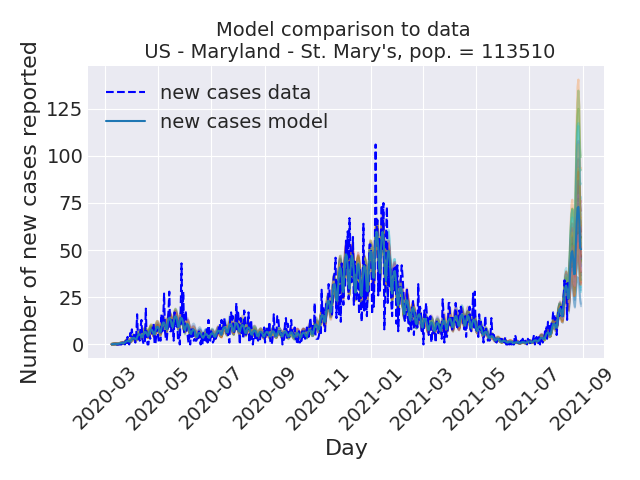 Model comparison to data
US - Maryland - St. Mary's, pop. = 113510
Number of new cases reported
new cases data
new cases model
125
100
75
50
25
0
2020-03
2020-05
2020-07
2020-09
2020-11
2021-01
2021-03
2021-05
2021-07
2021-09
Day